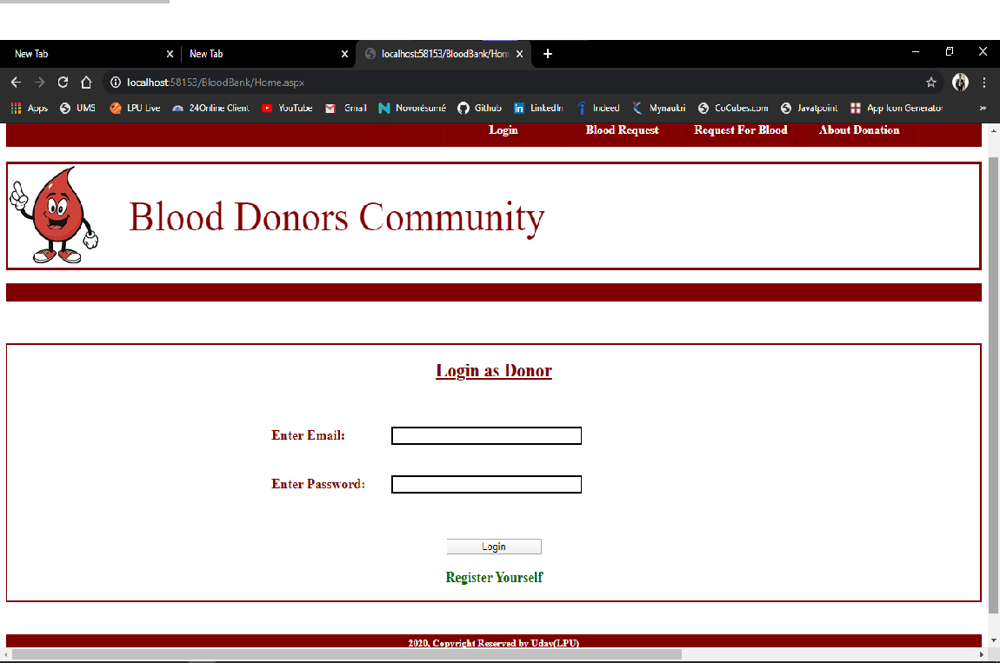 New Tab New Tab localhost:58153/BloodBank/Hom
localhost:58153/BloodBank/Home.aspx
Apps UMS LPU Live 24Online Client YouTube Gmail Novorésumé Github LinkedIn Indeed Mynaukri CoCubes.com Javatpoint App Icon Generator »
Login Blood Request Request For Blood About Donation
Blood Donors Community
Login as Donor
Enter Email:
Enter Password:
Login
Register Yourself
2020, Copyright Reserved by Uday(LPU)